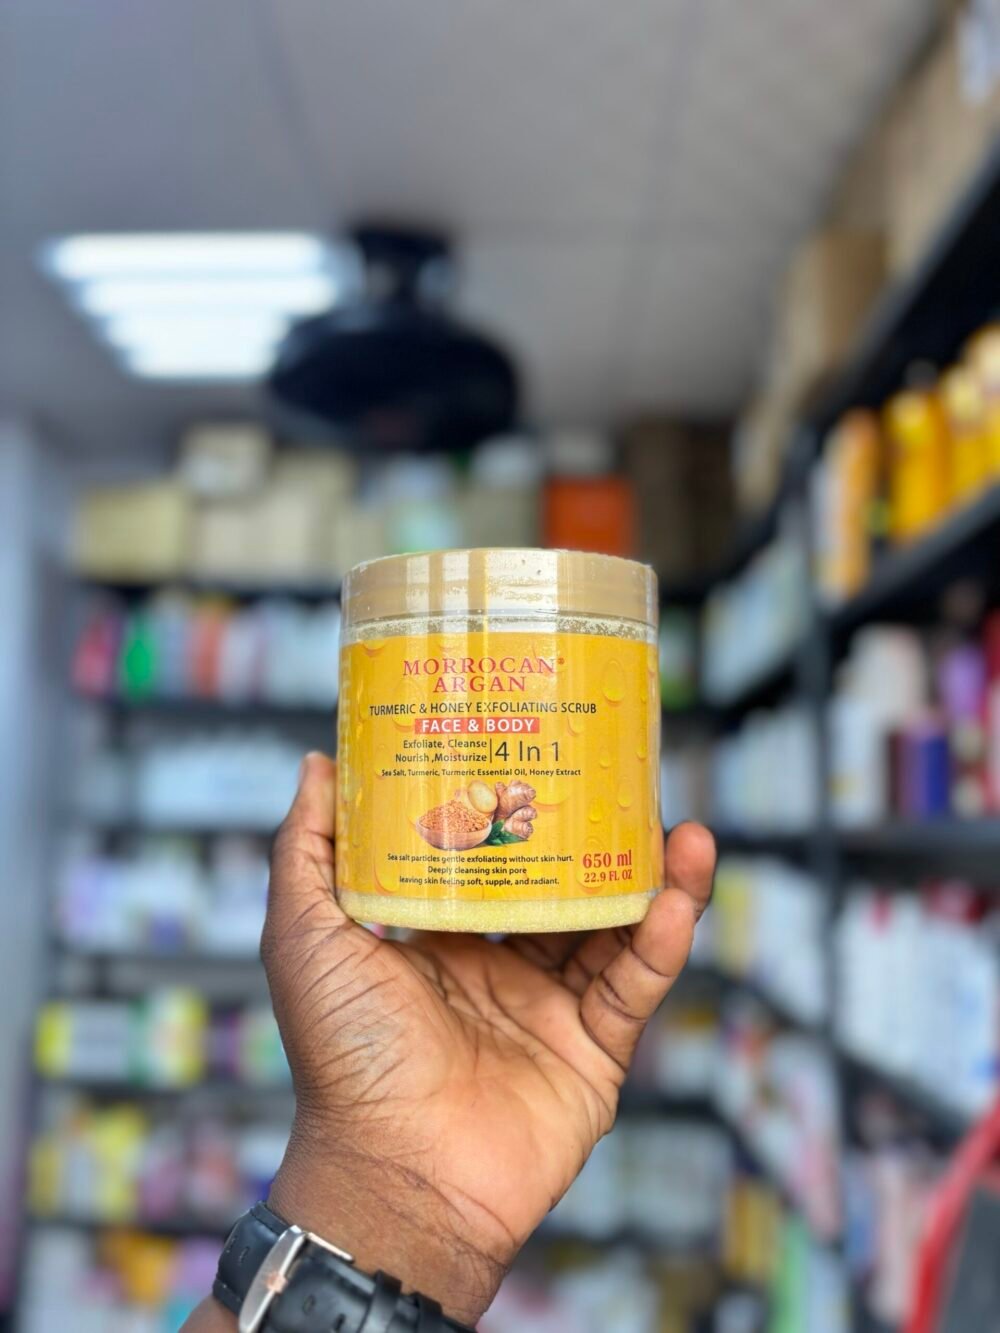 MORROCAN®
ARGAN
TURMERIC & HONEY EXFOLIATING SCRUB
FACE & BODY
Exfoliate, Cleanse
Nourish ,Moisturize
4 In 1
Sea Salt, Turmeric, Turmeric Essential Oil, Honey Extract
Sea salt particles gentle exfoliating without skin hurt.
Deeply cleansing skin pore
leaving skin feeling soft, supple, and radiant.
650 ml
22.9 FL OZ